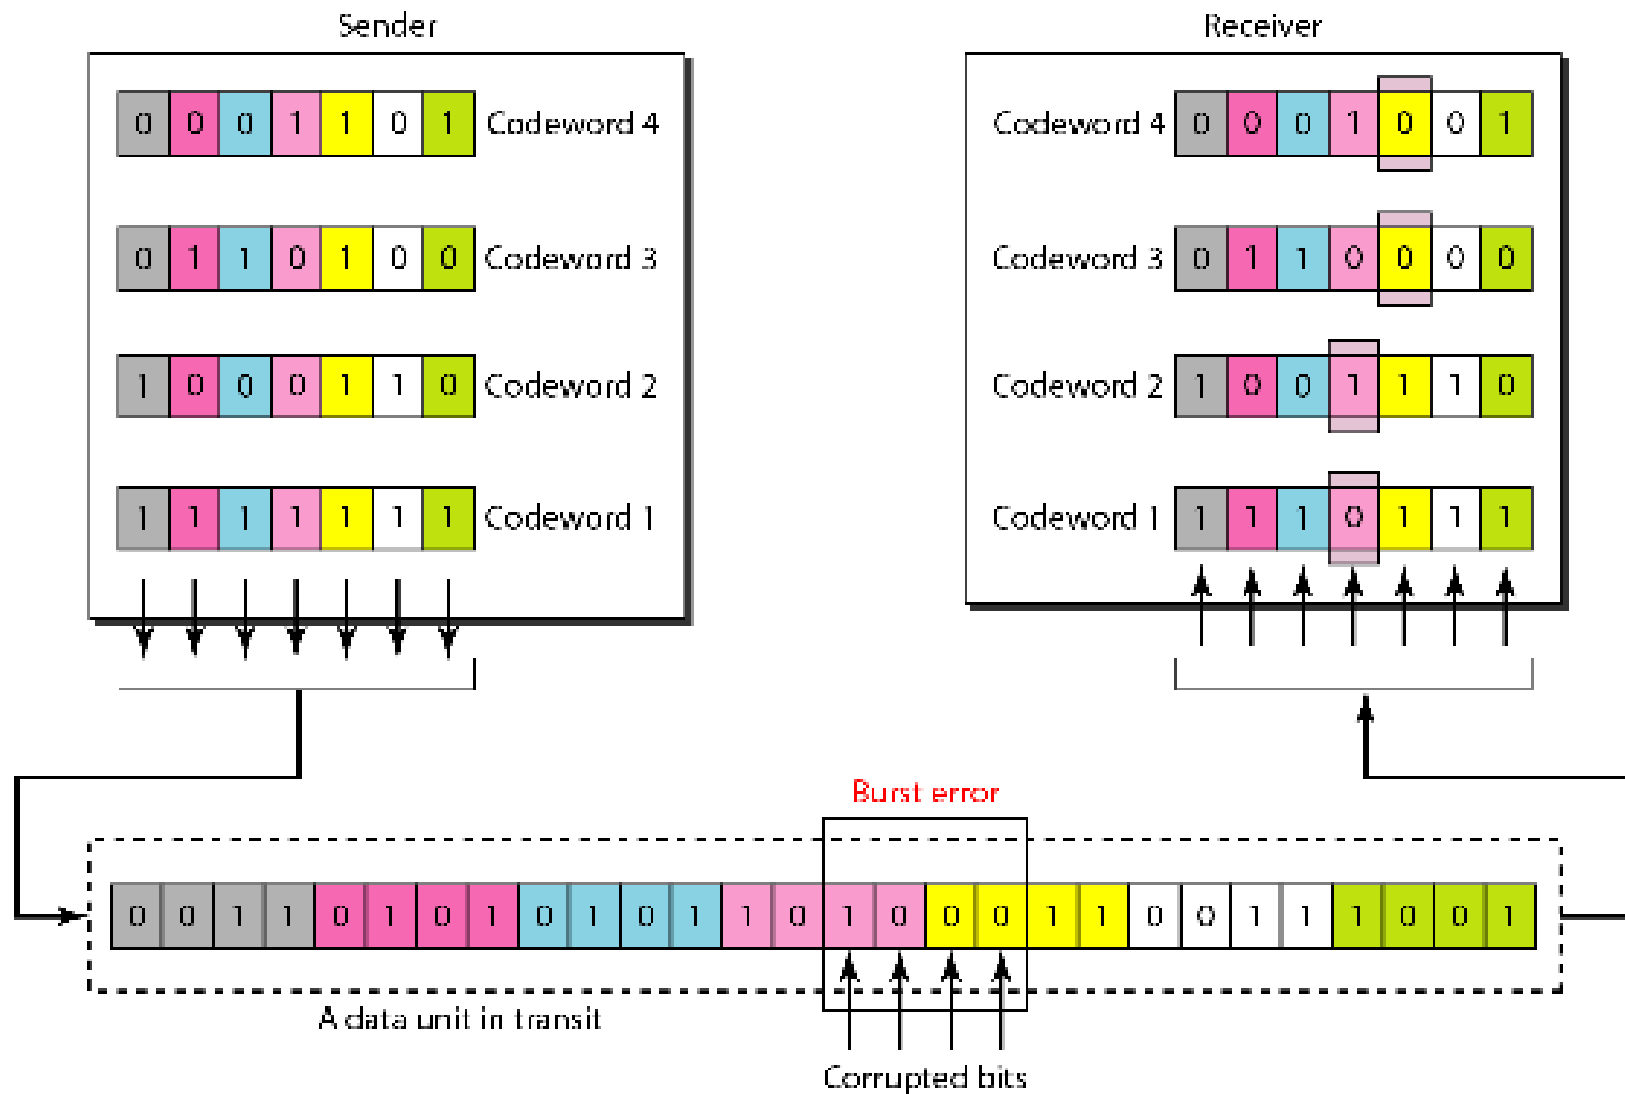 Sender
0 0 0 1 1 0 1 Codeword 4
0 1 1 0 1 0 0 Codeword 3
1 0 0 0 1 1 0 Codeword 2
1 1 1 1 1 1 1 Codeword 1
Receiver
Codeword 4 0 0 0 1 0 0 1
Codeword 3 0 1 1 0 0 0 0
Codeword 2 1 0 0 1 1 1 0
Codeword 1 1 1 1 0 1 1 1
Burst error
0 0 1 1 0 1 0 1 0 1 0 1 1 0 1 0 0 0 1 1 0 0 1 1 1 0 0 1
A data unit in transit
Corrupted bits